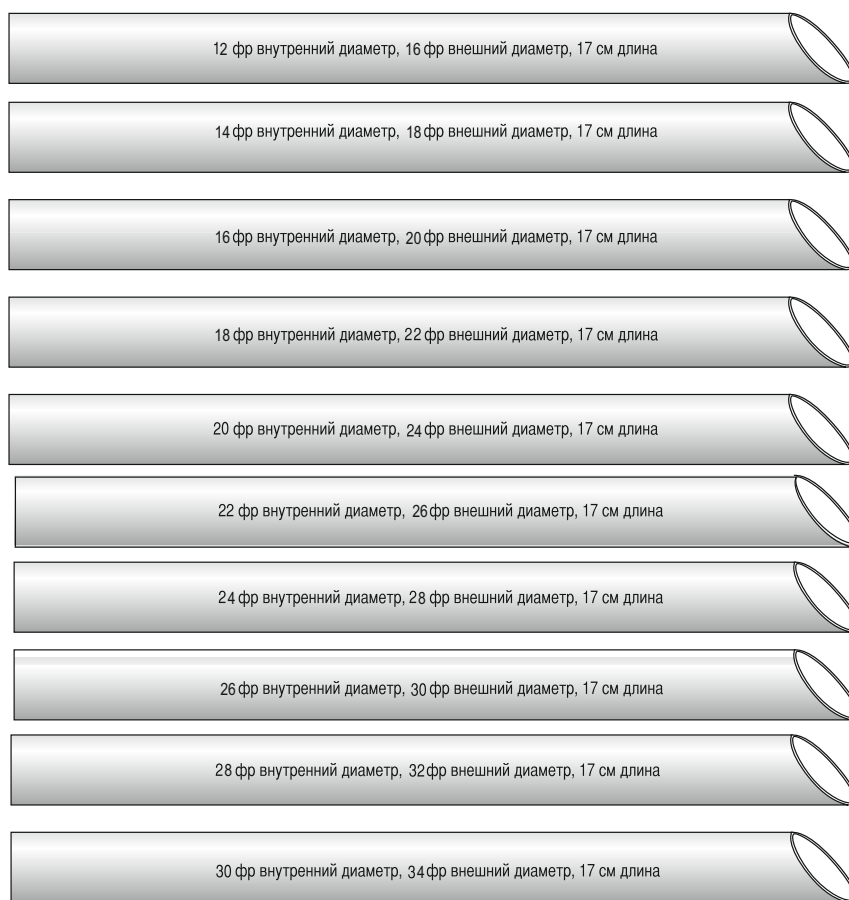 12 фр внутренний диаметр, 16 фр внешний диаметр, 17 см длина
14 фр внутренний диаметр, 18 фр внешний диаметр, 17 см длина
16 фр внутренний диаметр, 20 фр внешний диаметр, 17 см длина
18 фр внутренний диаметр, 22 фр внешний диаметр, 17 см длина
20 фр внутренний диаметр, 24 фр внешний диаметр, 17 см длина
22 фр внутренний диаметр, 26 фр внешний диаметр, 17 см длина
24 фр внутренний диаметр, 28 фр внешний диаметр, 17 см длина
26 фр внутренний диаметр, 30 фр внешний диаметр, 17 см длина
28 фр внутренний диаметр, 32 фр внешний диаметр, 17 см длина
30 фр внутренний диаметр, 34 фр внешний диаметр, 17 см длина